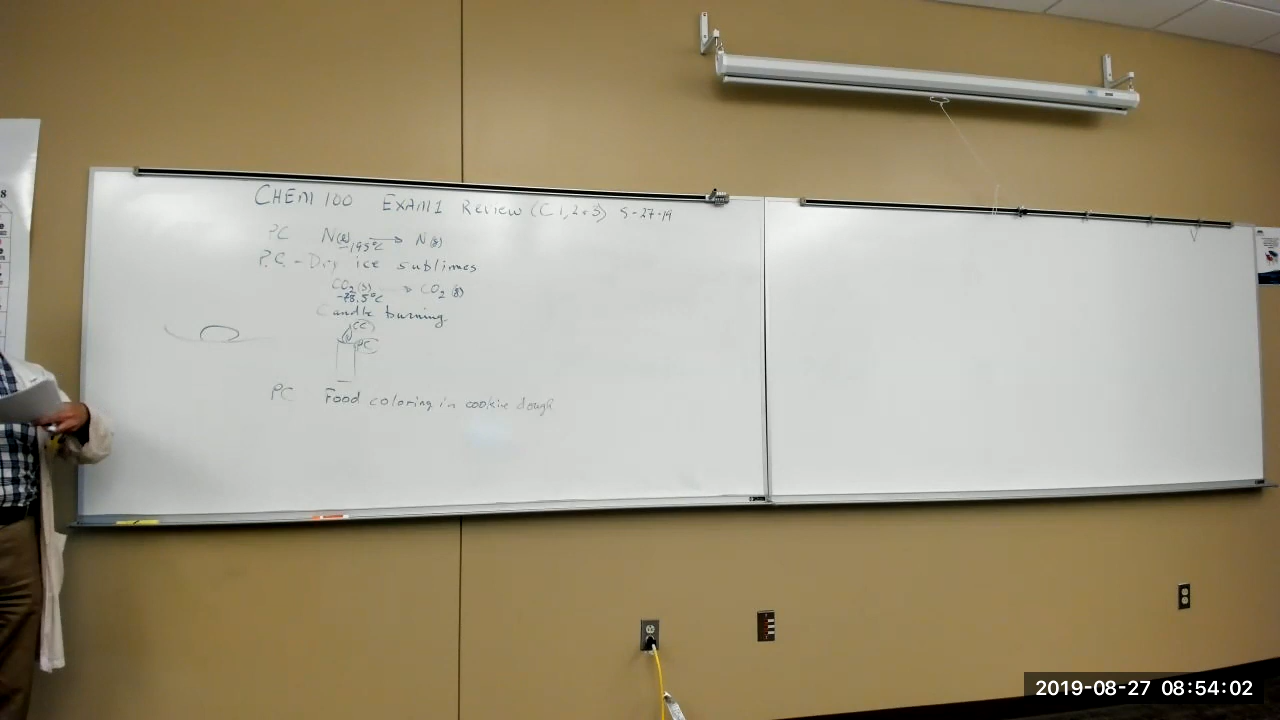 CHEM 100 EXAM 1 Review (C 1, 2 & 3) 5-27-19
PC N(l) → N(g)
-195°C
P.C. - Dry ice sublimes
CO2(s) → CO2(g)
-78.5°C
Candle burning
CC
PC
PC Food coloring in cookie dough
2019-08-27 08:54:02